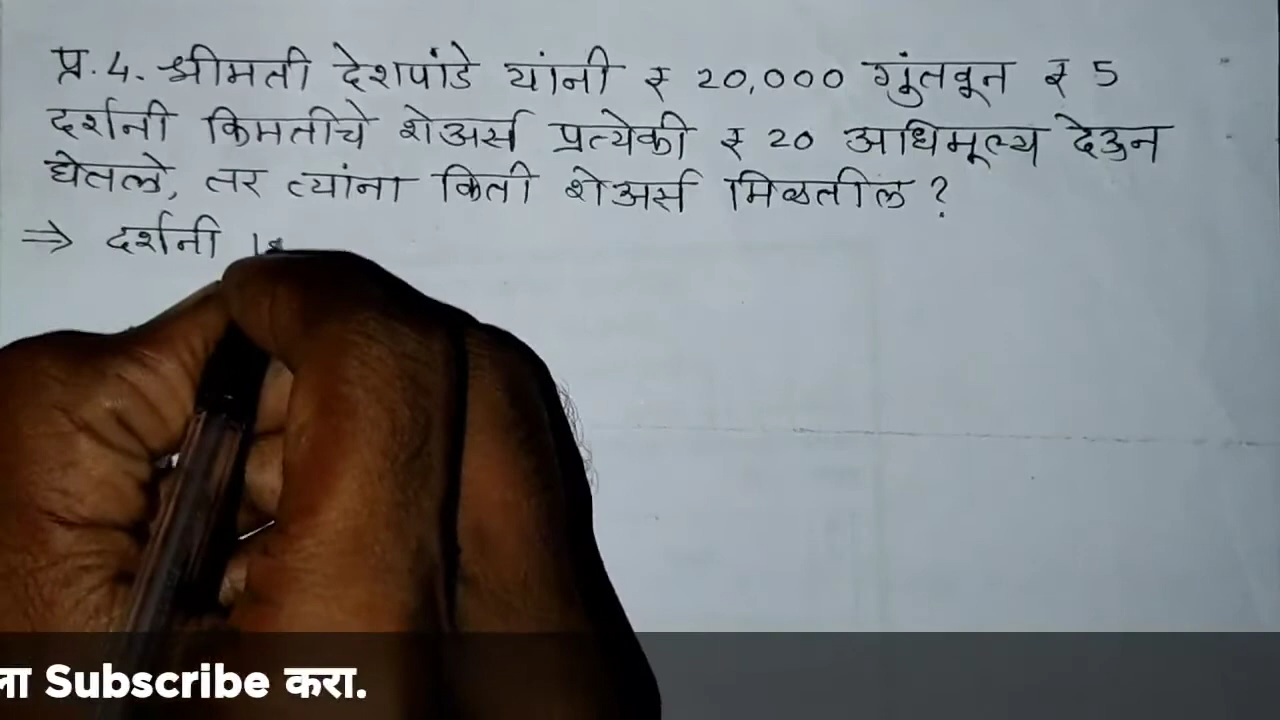 प्र.4. श्रीमती देशपांडे यांनी ₹ 20,000 गुंतवून ₹ 5
दर्शनी किमतीचे शेअर्स प्रत्येकी ₹ 20 अधिमूल्य देऊन
घेतले, तर त्यांना किती शेअर्स मिळतील ?
⇒ दर्शनी
Subscribe करा.